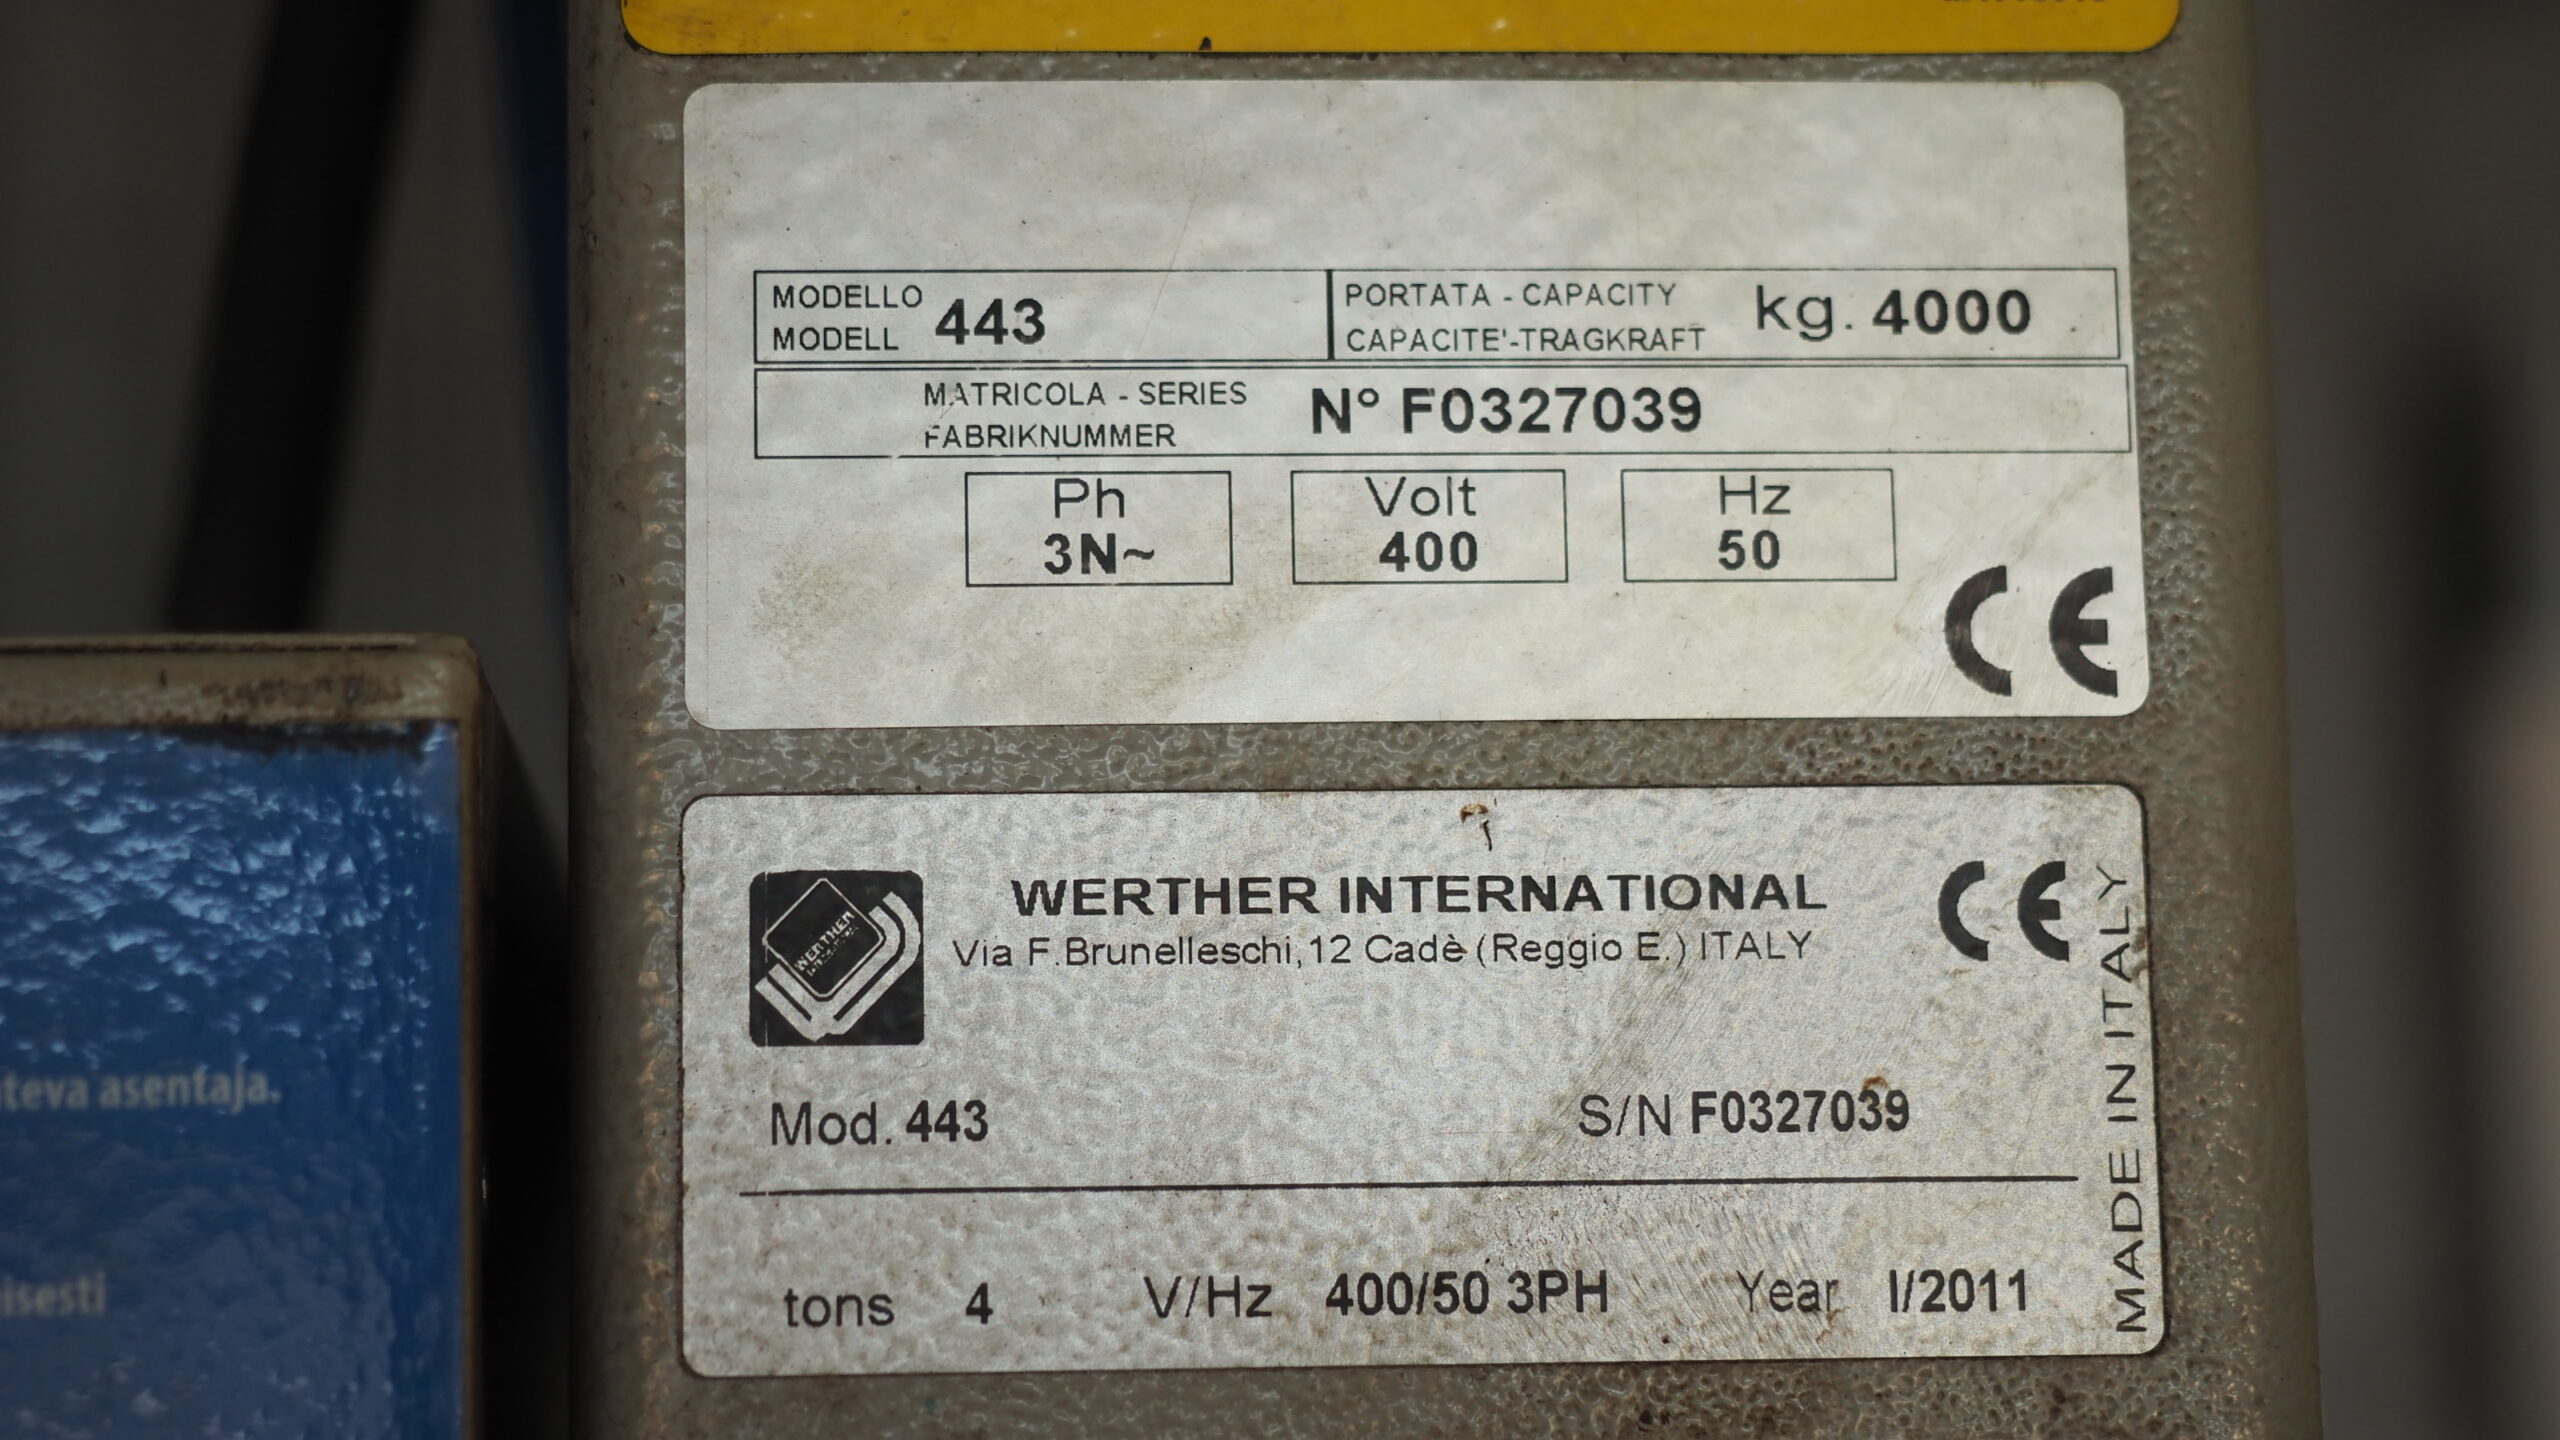 MODELLO
MODELL 443
PORTATA - CAPACITY
CAPACITE'-TRAGKRAFT
kg. 4000
MATRICOLA - SERIES
FABRIKNUMMER
N° F0327039
Ph
3N~
Volt
400
Hz
50
CE
WERTHER
WERTHER INTERNATIONAL
Via F.Brunelleschi,12 Cadè (Reggio E.) ITALY
CE
Mod. 443
S/N F0327039
tons 4 V/Hz 400/50 3PH Year I/2011
MADE IN ITALY
asentaja.